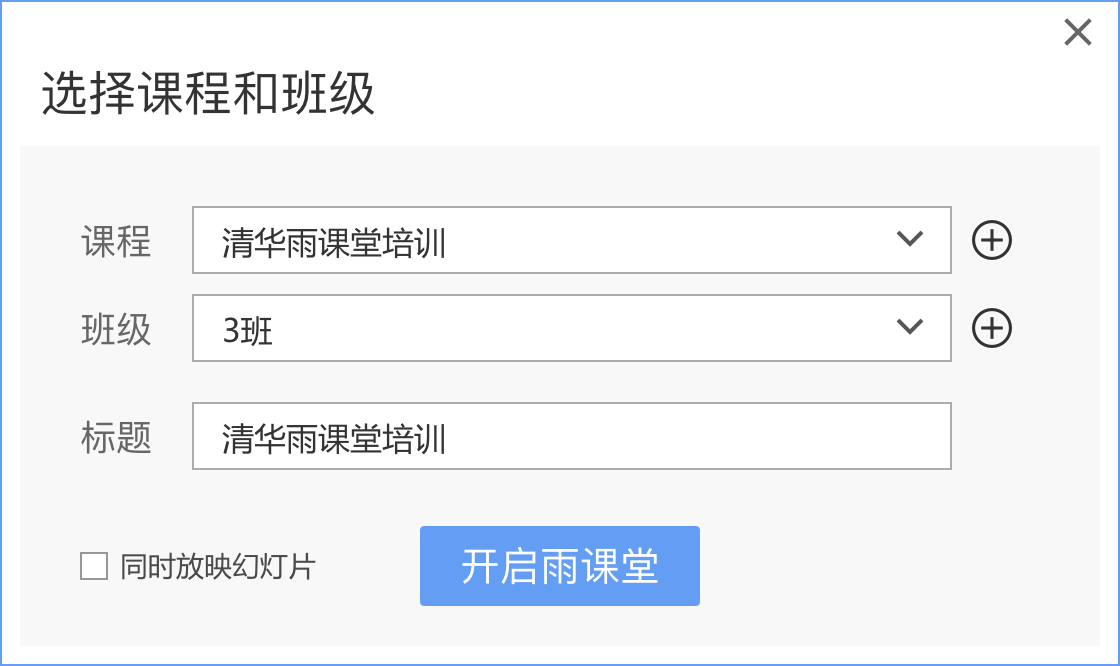 选择课程和班级
课程 清华雨课堂培训
班级 3班
标题 清华雨课堂培训
同时放映幻灯片 开启雨课堂